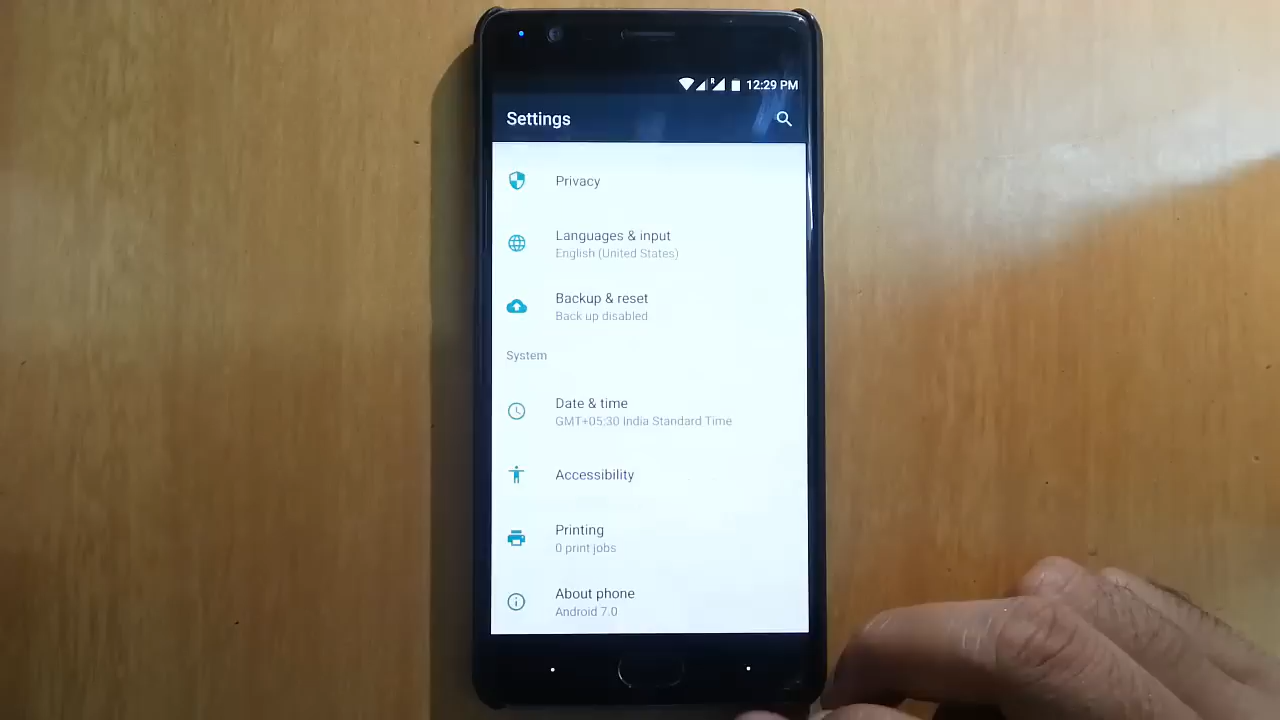 R
12:29 PM
Settings
Privacy
Languages & input
English (United States)
Backup & reset
Back up disabled
System
Date & time
GMT+05:30 India Standard Time
Accessibility
Printing
0 print jobs
About phone
Android 7.0